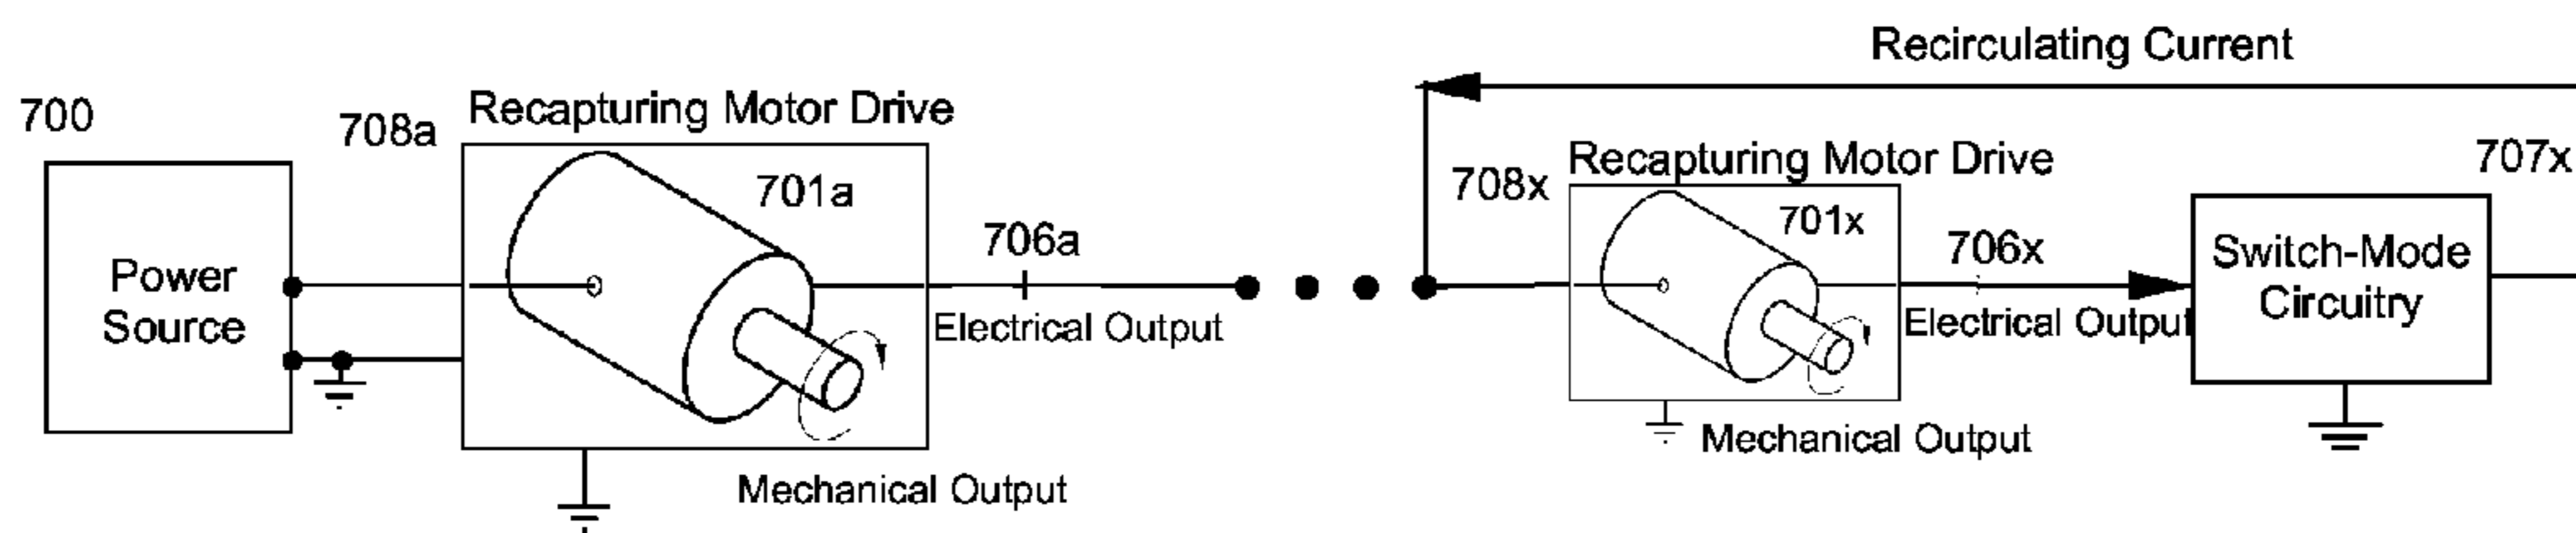 Recirculating Current
700
708a
Recapturing Motor Drive
701a
706a
Power
Source
Electrical Output
Mechanical Output
708x
Recapturing Motor Drive
701x
706x
Electrical Output
Mechanical Output
Switch-Mode
Circuitry
707x